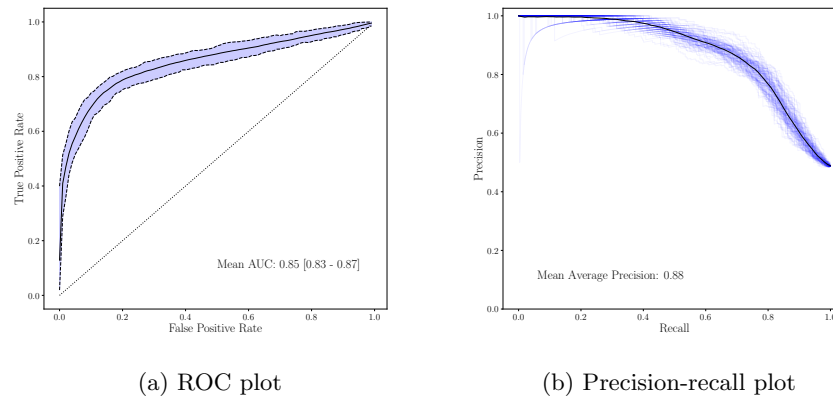 1.0
0.8
0.6
0.4
0.2
0.0
True Positive Rate
Mean AUC: 0.85 [0.83 - 0.87]
0.0 0.2 0.4 0.6 0.8 1.0
False Positive Rate
(a) ROC plot
1.0
0.8
0.6
0.4
0.2
0.0
Precision
Mean Average Precision: 0.88
0.0 0.2 0.4 0.6 0.8 1.0
Recall
(b) Precision-recall plot